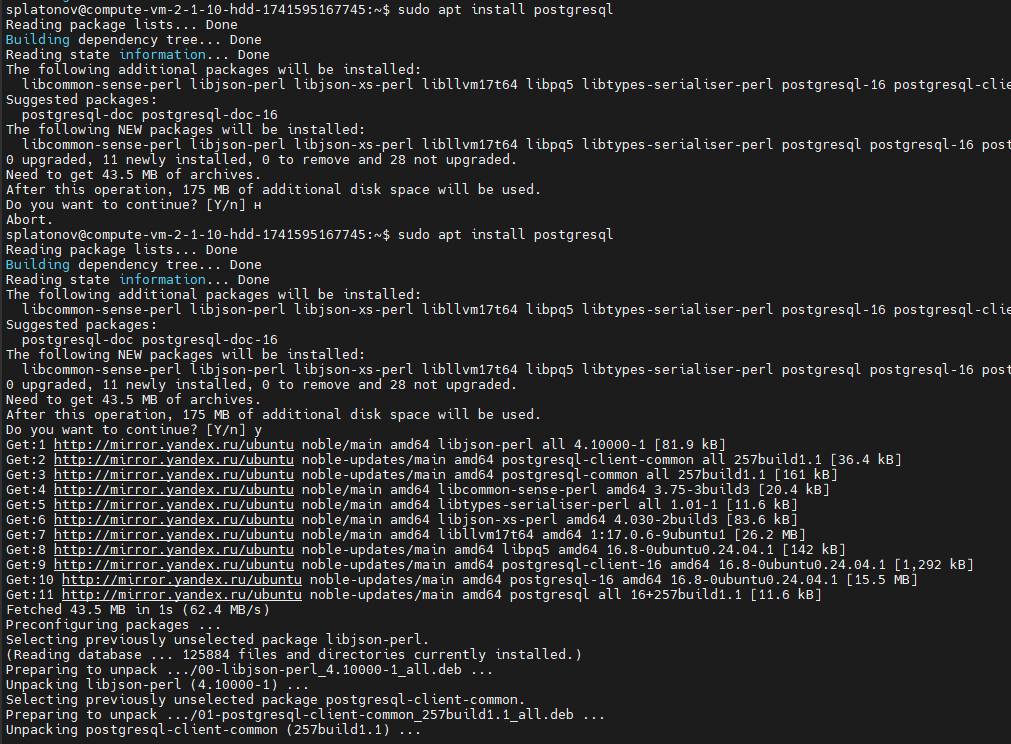 splatonov@compute-vm-2-1-10-hdd-1741595167745:~$ sudo apt install postgresql
Reading package lists... Done
Building dependency tree... Done
Reading state information... Done
The following additional packages will be installed:
  libcommon-sense-perl libjson-perl libjson-xs-perl libllvm17t64 libpq5 libtypes-serialiser-perl postgresql-16 postgresql-clie
Suggested packages:
  postgresql-doc postgresql-doc-16
The following NEW packages will be installed:
  libcommon-sense-perl libjson-perl libjson-xs-perl libllvm17t64 libpq5 libtypes-serialiser-perl postgresql postgresql-16 post
0 upgraded, 11 newly installed, 0 to remove and 28 not upgraded.
Need to get 43.5 MB of archives.
After this operation, 175 MB of additional disk space will be used.
Do you want to continue? [Y/n] н
Abort.
splatonov@compute-vm-2-1-10-hdd-1741595167745:~$ sudo apt install postgresql
Reading package lists... Done
Building dependency tree... Done
Reading state information... Done
The following additional packages will be installed:
  libcommon-sense-perl libjson-perl libjson-xs-perl libllvm17t64 libpq5 libtypes-serialiser-perl postgresql-16 postgresql-clie
Suggested packages:
  postgresql-doc postgresql-doc-16
The following NEW packages will be installed:
  libcommon-sense-perl libjson-perl libjson-xs-perl libllvm17t64 libpq5 libtypes-serialiser-perl postgresql postgresql-16 post
0 upgraded, 11 newly installed, 0 to remove and 28 not upgraded.
Need to get 43.5 MB of archives.
After this operation, 175 MB of additional disk space will be used.
Do you want to continue? [Y/n] y
Get:1 http://mirror.yandex.ru/ubuntu noble/main amd64 libjson-perl all 4.10000-1 [81.9 kB]
Get:2 http://mirror.yandex.ru/ubuntu noble-updates/main amd64 postgresql-client-common all 257build1.1 [36.4 kB]
Get:3 http://mirror.yandex.ru/ubuntu noble-updates/main amd64 postgresql-common all 257build1.1 [161 kB]
Get:4 http://mirror.yandex.ru/ubuntu noble/main amd64 libcommon-sense-perl amd64 3.75-3build3 [20.4 kB]
Get:5 http://mirror.yandex.ru/ubuntu noble/main amd64 libtypes-serialiser-perl all 1.01-1 [11.6 kB]
Get:6 http://mirror.yandex.ru/ubuntu noble/main amd64 libjson-xs-perl amd64 4.030-2build3 [83.6 kB]
Get:7 http://mirror.yandex.ru/ubuntu noble/main amd64 libllvm17t64 amd64 1:17.0.6-9ubuntu1 [26.2 MB]
Get:8 http://mirror.yandex.ru/ubuntu noble-updates/main amd64 libpq5 amd64 16.8-0ubuntu0.24.04.1 [142 kB]
Get:9 http://mirror.yandex.ru/ubuntu noble-updates/main amd64 postgresql-client-16 amd64 16.8-0ubuntu0.24.04.1 [1,292 kB]
Get:10 http://mirror.yandex.ru/ubuntu noble-updates/main amd64 postgresql-16 amd64 16.8-0ubuntu0.24.04.1 [15.5 MB]
Get:11 http://mirror.yandex.ru/ubuntu noble-updates/main amd64 postgresql all 16+257build1.1 [11.6 kB]
Fetched 43.5 MB in 1s (62.4 MB/s)
Preconfiguring packages ...
Selecting previously unselected package libjson-perl.
(Reading database ... 125884 files and directories currently installed.)
Preparing to unpack .../00-libjson-perl_4.10000-1_all.deb ...
Unpacking libjson-perl (4.10000-1) ...
Selecting previously unselected package postgresql-client-common.
Preparing to unpack .../01-postgresql-client-common_257build1.1_all.deb ...
Unpacking postgresql-client-common (257build1.1) ...